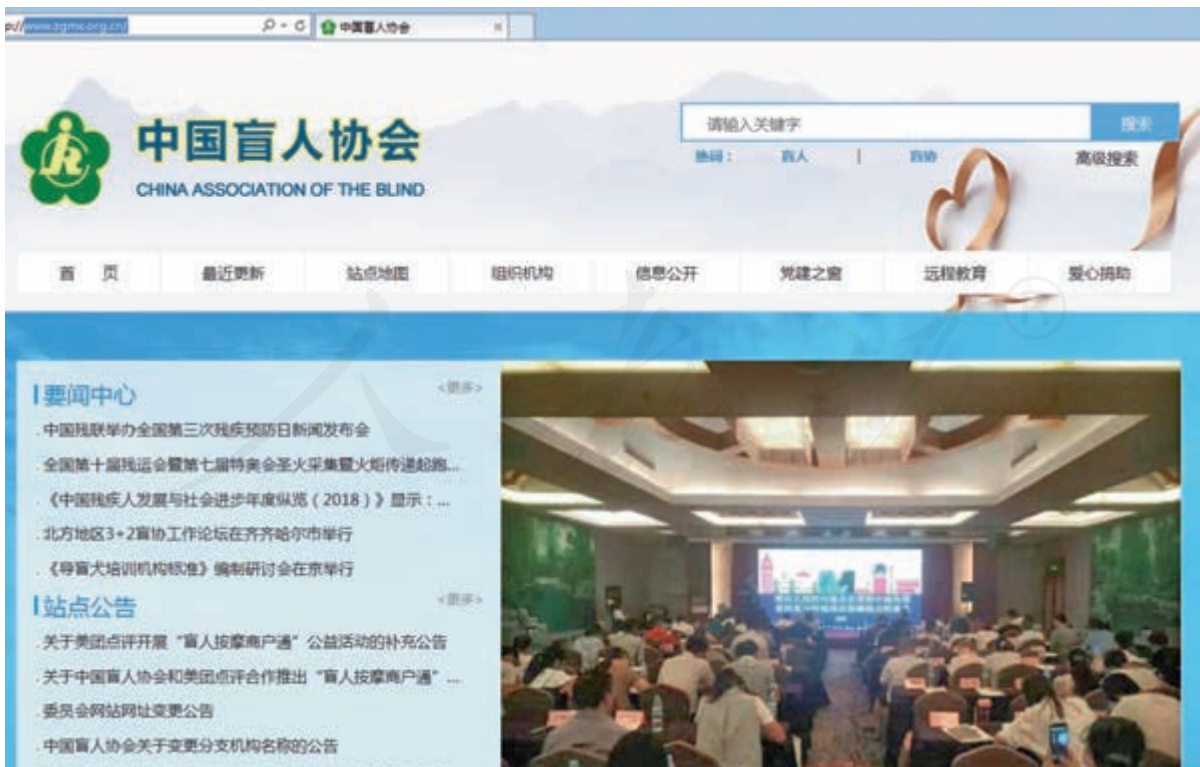 www.zgmx.org.cn/
中国盲人协会
中国盲人协会
CHINA ASSOCIATION OF THE BLIND
请输入关键字 搜索
热词： 盲人 | 盲协 高级搜索
首 页 最近更新 站点地图 组织机构 信息公开 党建之窗 远程教育 爱心捐助
要闻中心 <更多>
. 中国残联举办全国第三次残疾预防日新闻发布会
. 全国第十届残运会暨第七届特奥会圣火采集暨火炬传递起跑...
. 《中国残疾人发展与社会进步年度纵览（2018）》显示：...
. 北方地区3+2盲协工作论坛在齐齐哈尔市举行
. 《导盲犬培训机构标准》编制研讨会在京举行
站点公告 <更多>
. 关于美团点评开展“盲人按摩商户通”公益活动的补充公告
. 关于中国盲人协会和美团点评合作推出“盲人按摩商户通”...
. 委员会网站网址变更公告
. 中国盲人协会关于变更分支机构名称的公告